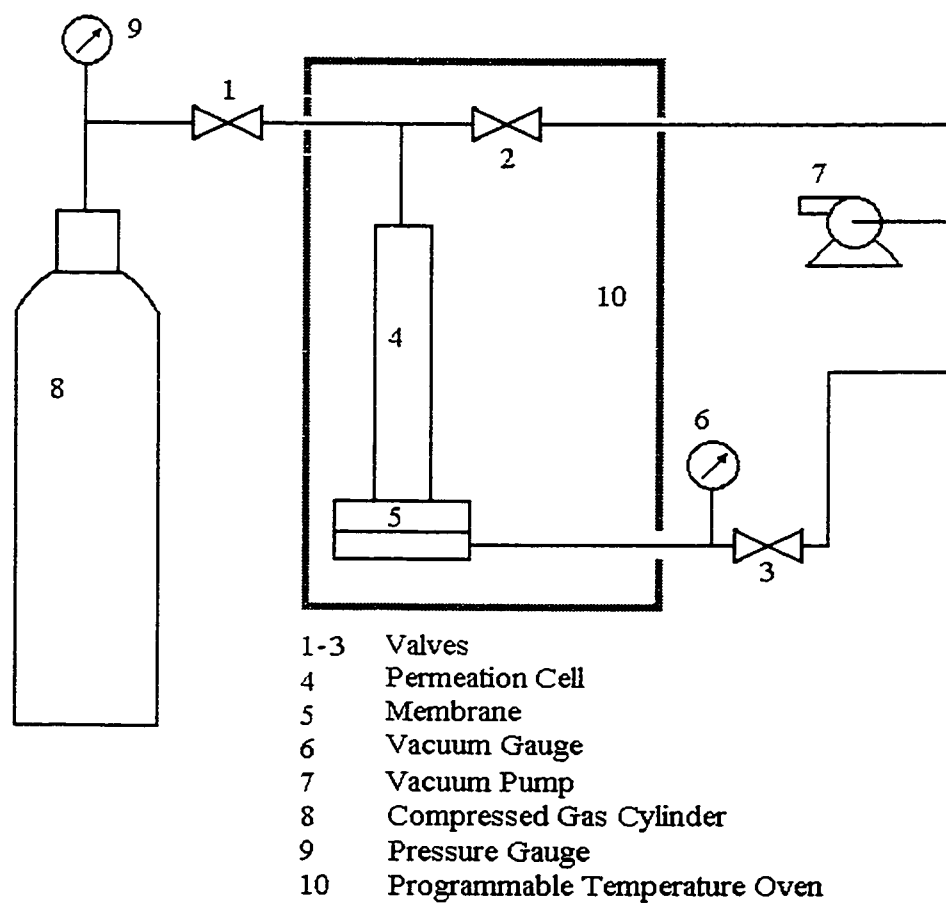 9
1
2
7
10
4
8
6
5
3
1-3 Valves
4 Permeation Cell
5 Membrane
6 Vacuum Gauge
7 Vacuum Pump
8 Compressed Gas Cylinder
9 Pressure Gauge
10 Programmable Temperature Oven